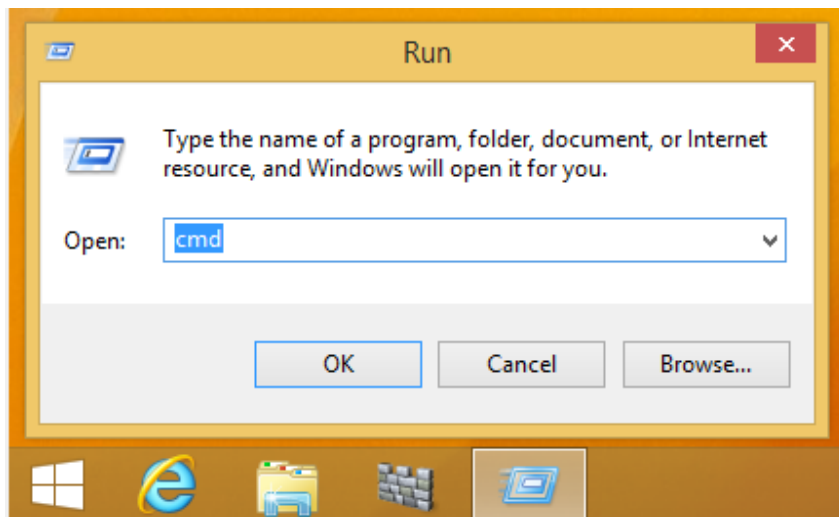 Run
Type the name of a program, folder, document, or Internet
resource, and Windows will open it for you.
Open: cmd
OK Cancel Browse...